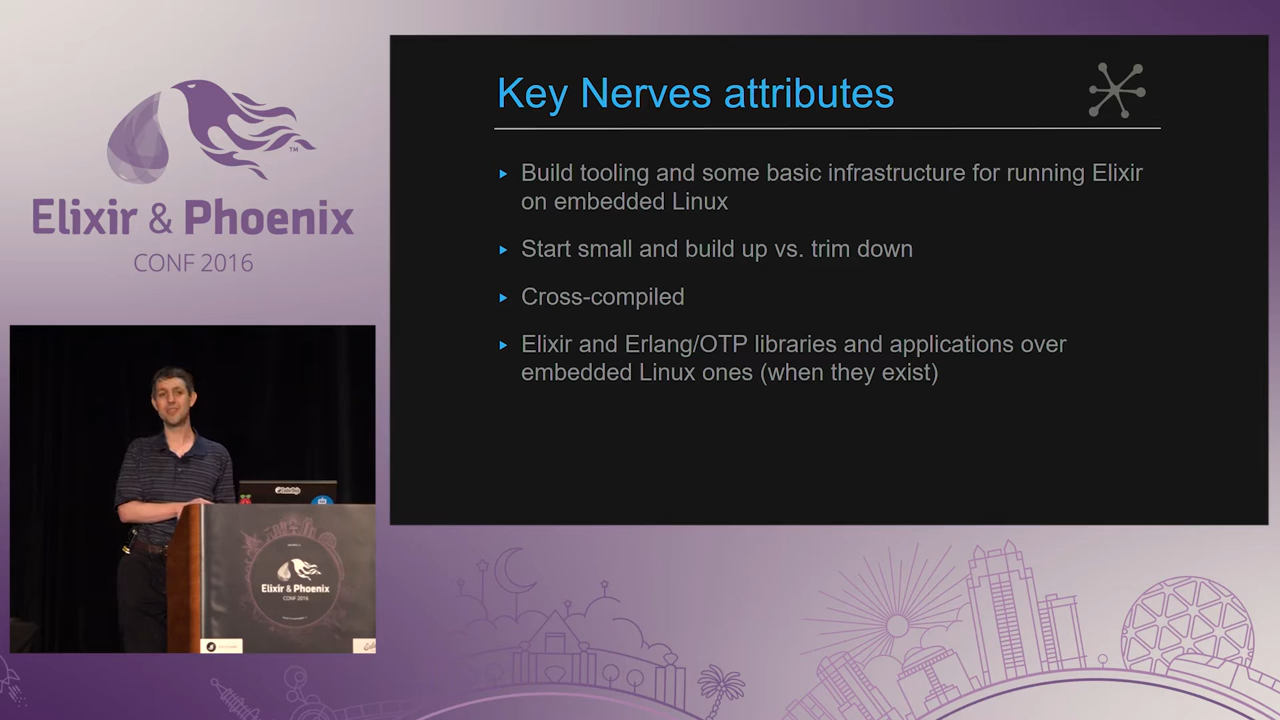 Elixir & Phoenix
TM
CONF 2016
Key Nerves attributes
Build tooling and some basic infrastructure for running Elixir
on embedded Linux
Start small and build up vs. trim down
Cross-compiled
Elixir and Erlang/OTP libraries and applications over
embedded Linux ones (when they exist)
Elixir & Phoenix
CONF 2016